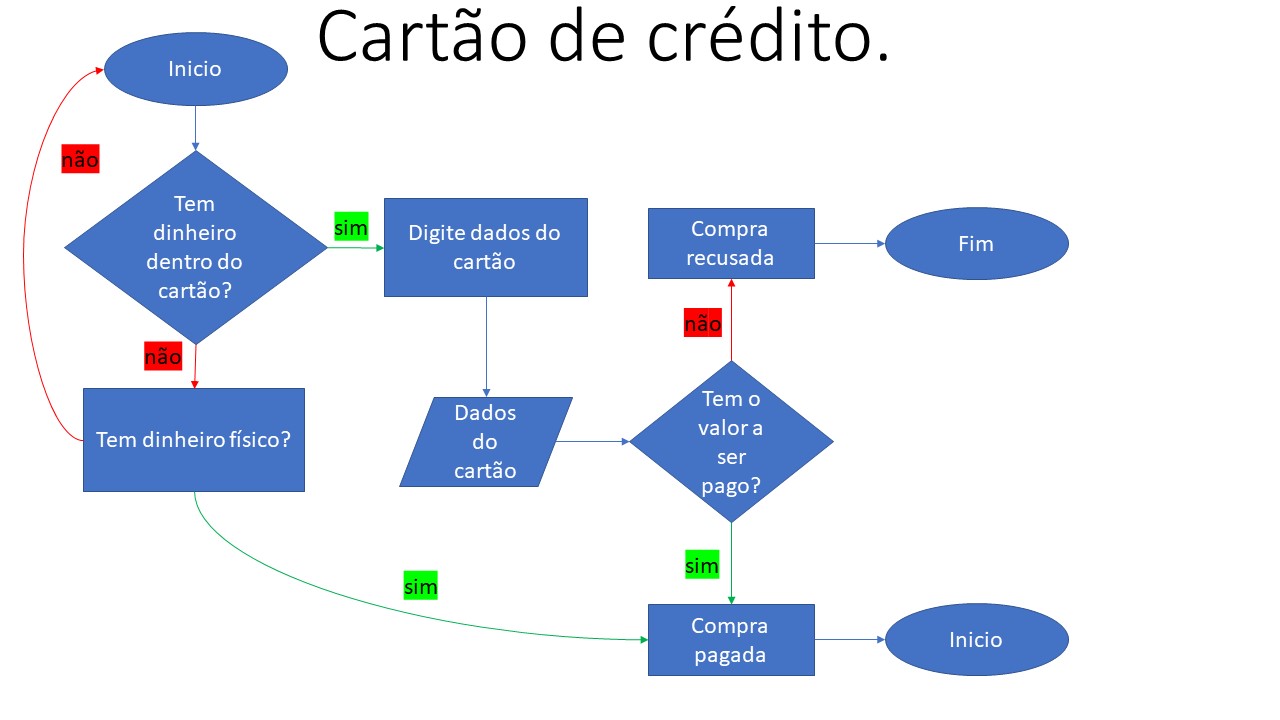 Cartão de crédito.
Inicio
não
Tem
dinheiro
dentro do
cartão?
sim
Digite dados do
cartão
Compra
recusada
Fim
não
não
Tem dinheiro físico?
Dados
do
cartão
Tem o
valor a
ser
pago?
sim
sim
Compra
pagada
Inicio